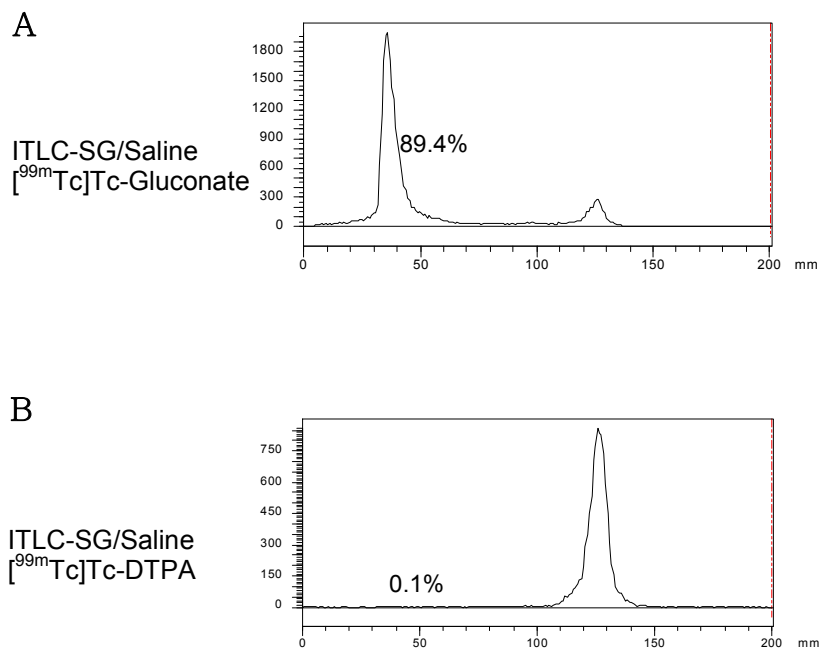 A
ITLC-SG/Saline
[99mTc]Tc-Gluconate
1800
1500
1200
900
600
300
0
89.4%
0 50 100 150 200 mm
B
ITLC-SG/Saline
[99mTc]Tc-DTPA
750
600
450
300
150
0
0.1%
0 50 100 150 200 mm